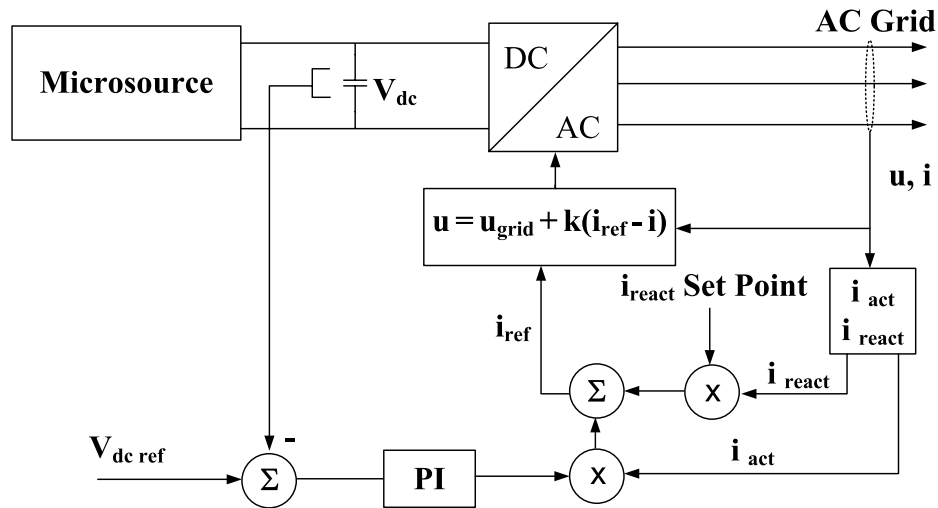 AC Grid
Microsource
V_dc
DC
AC
u, i
u = u_grid + k(i_ref - i)
i_react Set Point
i_act
i_react
i_ref
i_react
Σ
X
V_dc ref
-
Σ
PI
X
i_act